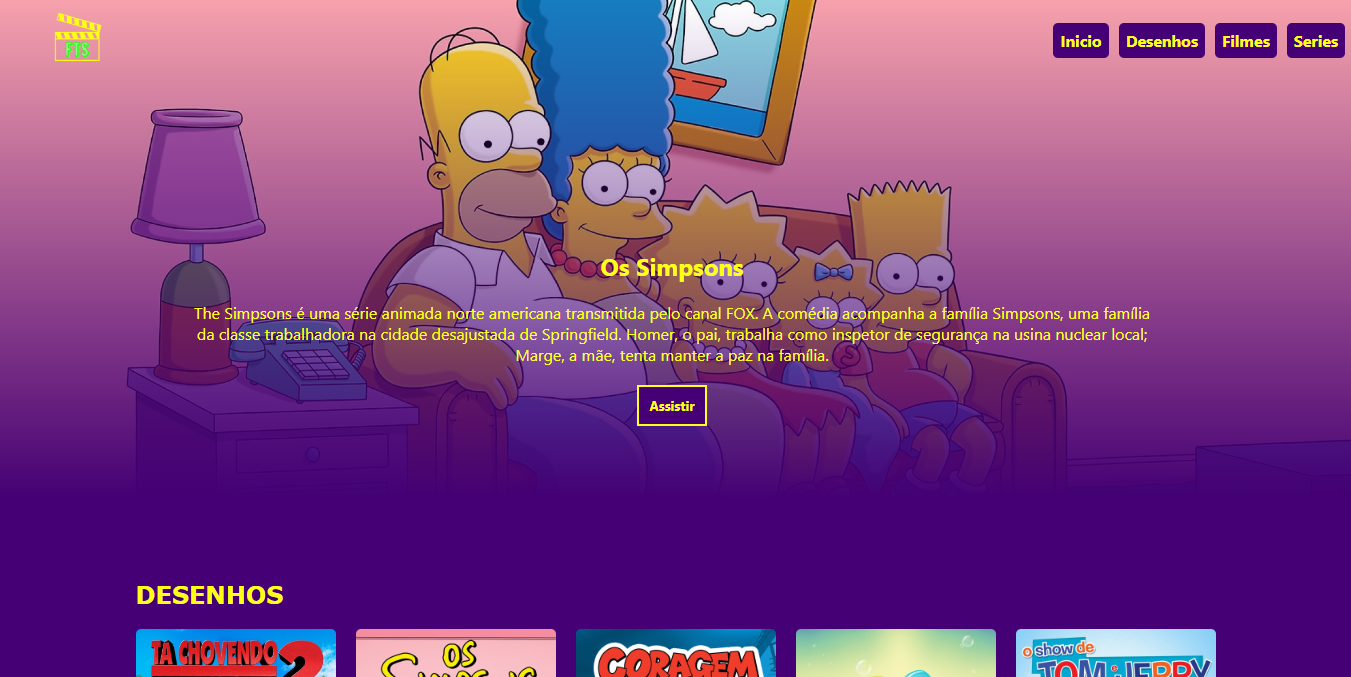 FTS
Inicio Desenhos Filmes Series
Os Simpsons
The Simpsons é uma série animada norte americana transmitida pelo canal FOX. A comédia acompanha a família Simpsons, uma família
da classe trabalhadora na cidade desajustada de Springfield. Homer, o pai, trabalha como inspetor de segurança na usina nuclear local;
Marge, a mãe, tenta manter a paz na família.
Assistir
DESENHOS
TA CHOVENDO
2
OS
CORAGEM
o show de
TOM E JERRY